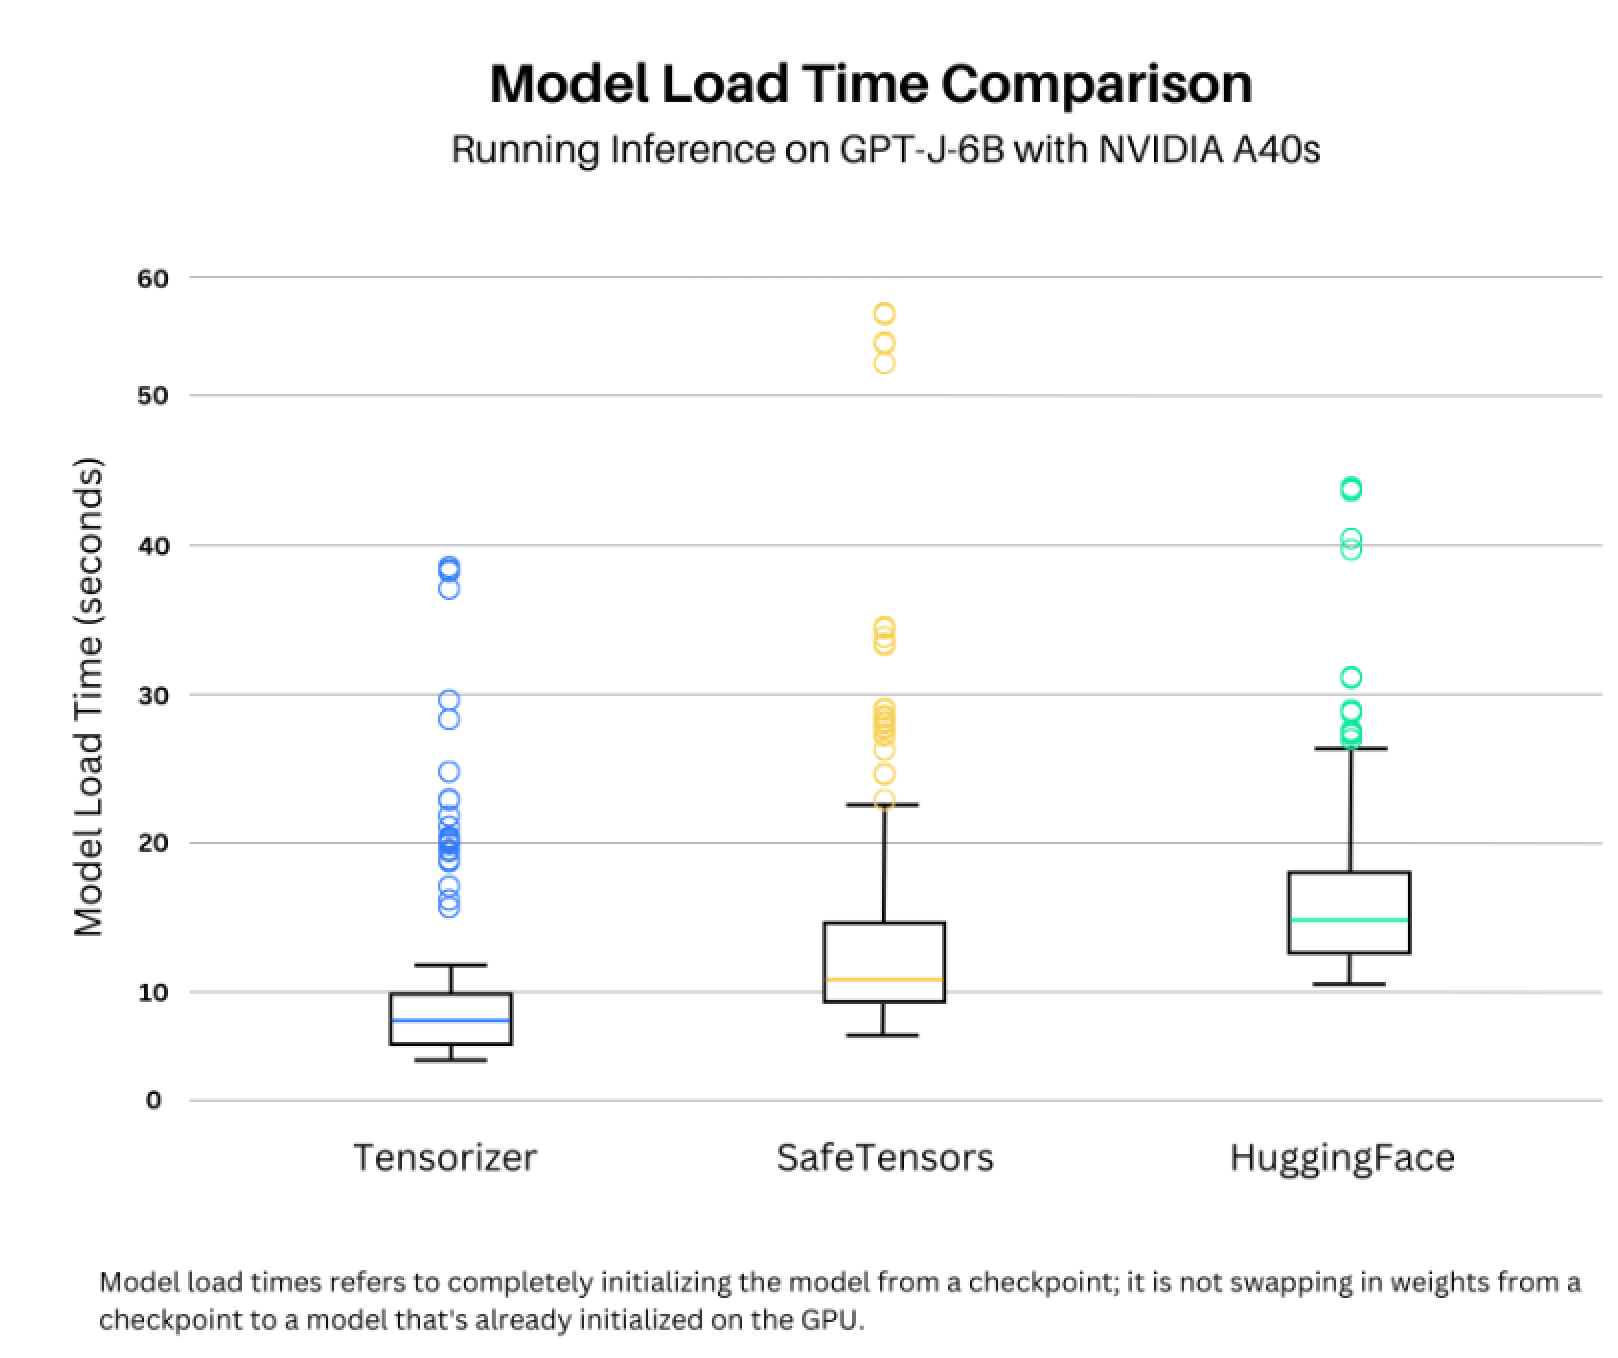 Model Load Time Comparison
Running Inference on GPT-J-6B with NVIDIA A40s
Model Load Time (seconds)
60
50
40
30
20
10
0
Tensorizer
SafeTensors
HuggingFace
Model load times refers to completely initializing the model from a checkpoint; it is not swapping in weights from a
checkpoint to a model that's already initialized on the GPU.